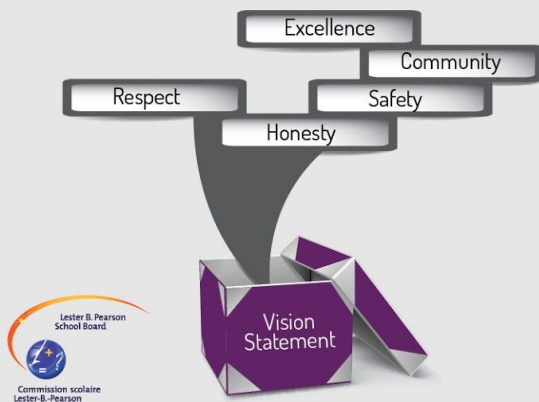 Excellence
Community
Respect
Safety
Honesty
Vision
Statement
Lester B. Pearson
School Board
Commission scolaire
Lester-B.-Pearson